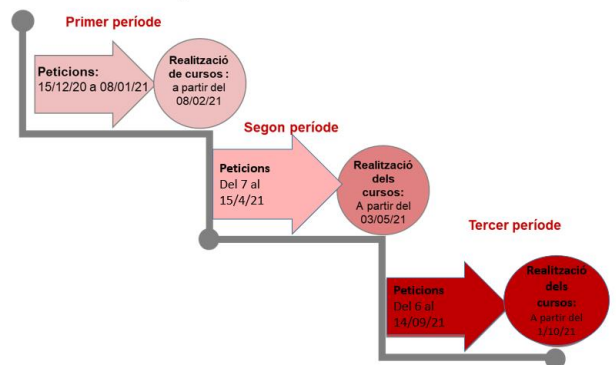 Primer període
Peticions:
15/12/20 a 08/01/21
Realització
de cursos :
a partir del
08/02/21
Segon període
Peticions
Del 7 al
15/4/21
Realització
dels
cursos:
A partir del
03/05/21
Tercer període
Peticions
Del 6 al
14/09/21
Realització
dels
cursos:
A partir del
1/10/21